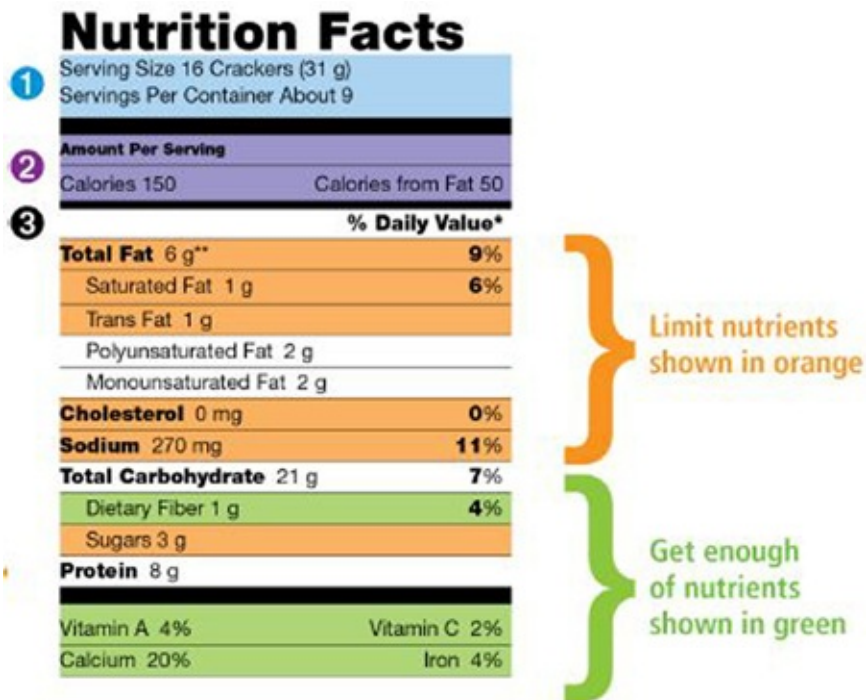 Nutrition Facts
1
Serving Size 16 Crackers (31 g)
Servings Per Container About 9
2
Amount Per Serving
Calories 150 Calories from Fat 50
3
% Daily Value*
Total Fat 6 g** 9%
Saturated Fat 1 g 6%
Trans Fat 1 g
Polyunsaturated Fat 2 g
Monounsaturated Fat 2 g
Cholesterol 0 mg 0%
Sodium 270 mg 11%
Total Carbohydrate 21 g 7%
Dietary Fiber 1 g 4%
Sugars 3 g
Protein 8 g
Vitamin A 4% Vitamin C 2%
Calcium 20% Iron 4%
Limit nutrients
shown in orange
Get enough
of nutrients
shown in green